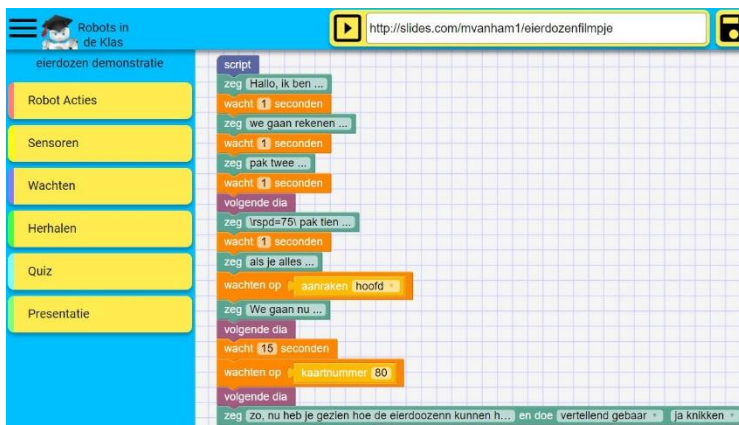 Robots in
de Klas
http://slides.com/mvanham1/eierdozenfilmpje
eierdozen demonstratie
Robot Acties
Sensoren
Wachten
Herhalen
Quiz
Presentatie
script
zeg Hallo, ik ben ...
wacht 1 seconden
zeg we gaan rekenen ...
wacht 1 seconden
zeg pak twee ...
wacht 1 seconden
volgende dia
zeg \rspd=75\ pak tien ...
wacht 1 seconden
zeg als je alles ...
wachten op aanraken hoofd
zeg We gaan nu ...
volgende dia
wacht 15 seconden
wachten op kaartnummer 80
volgende dia
zeg zo, nu heb je gezien hoe de eierdoozenn kunnen h... en doe vertellend gebaar ja knikken